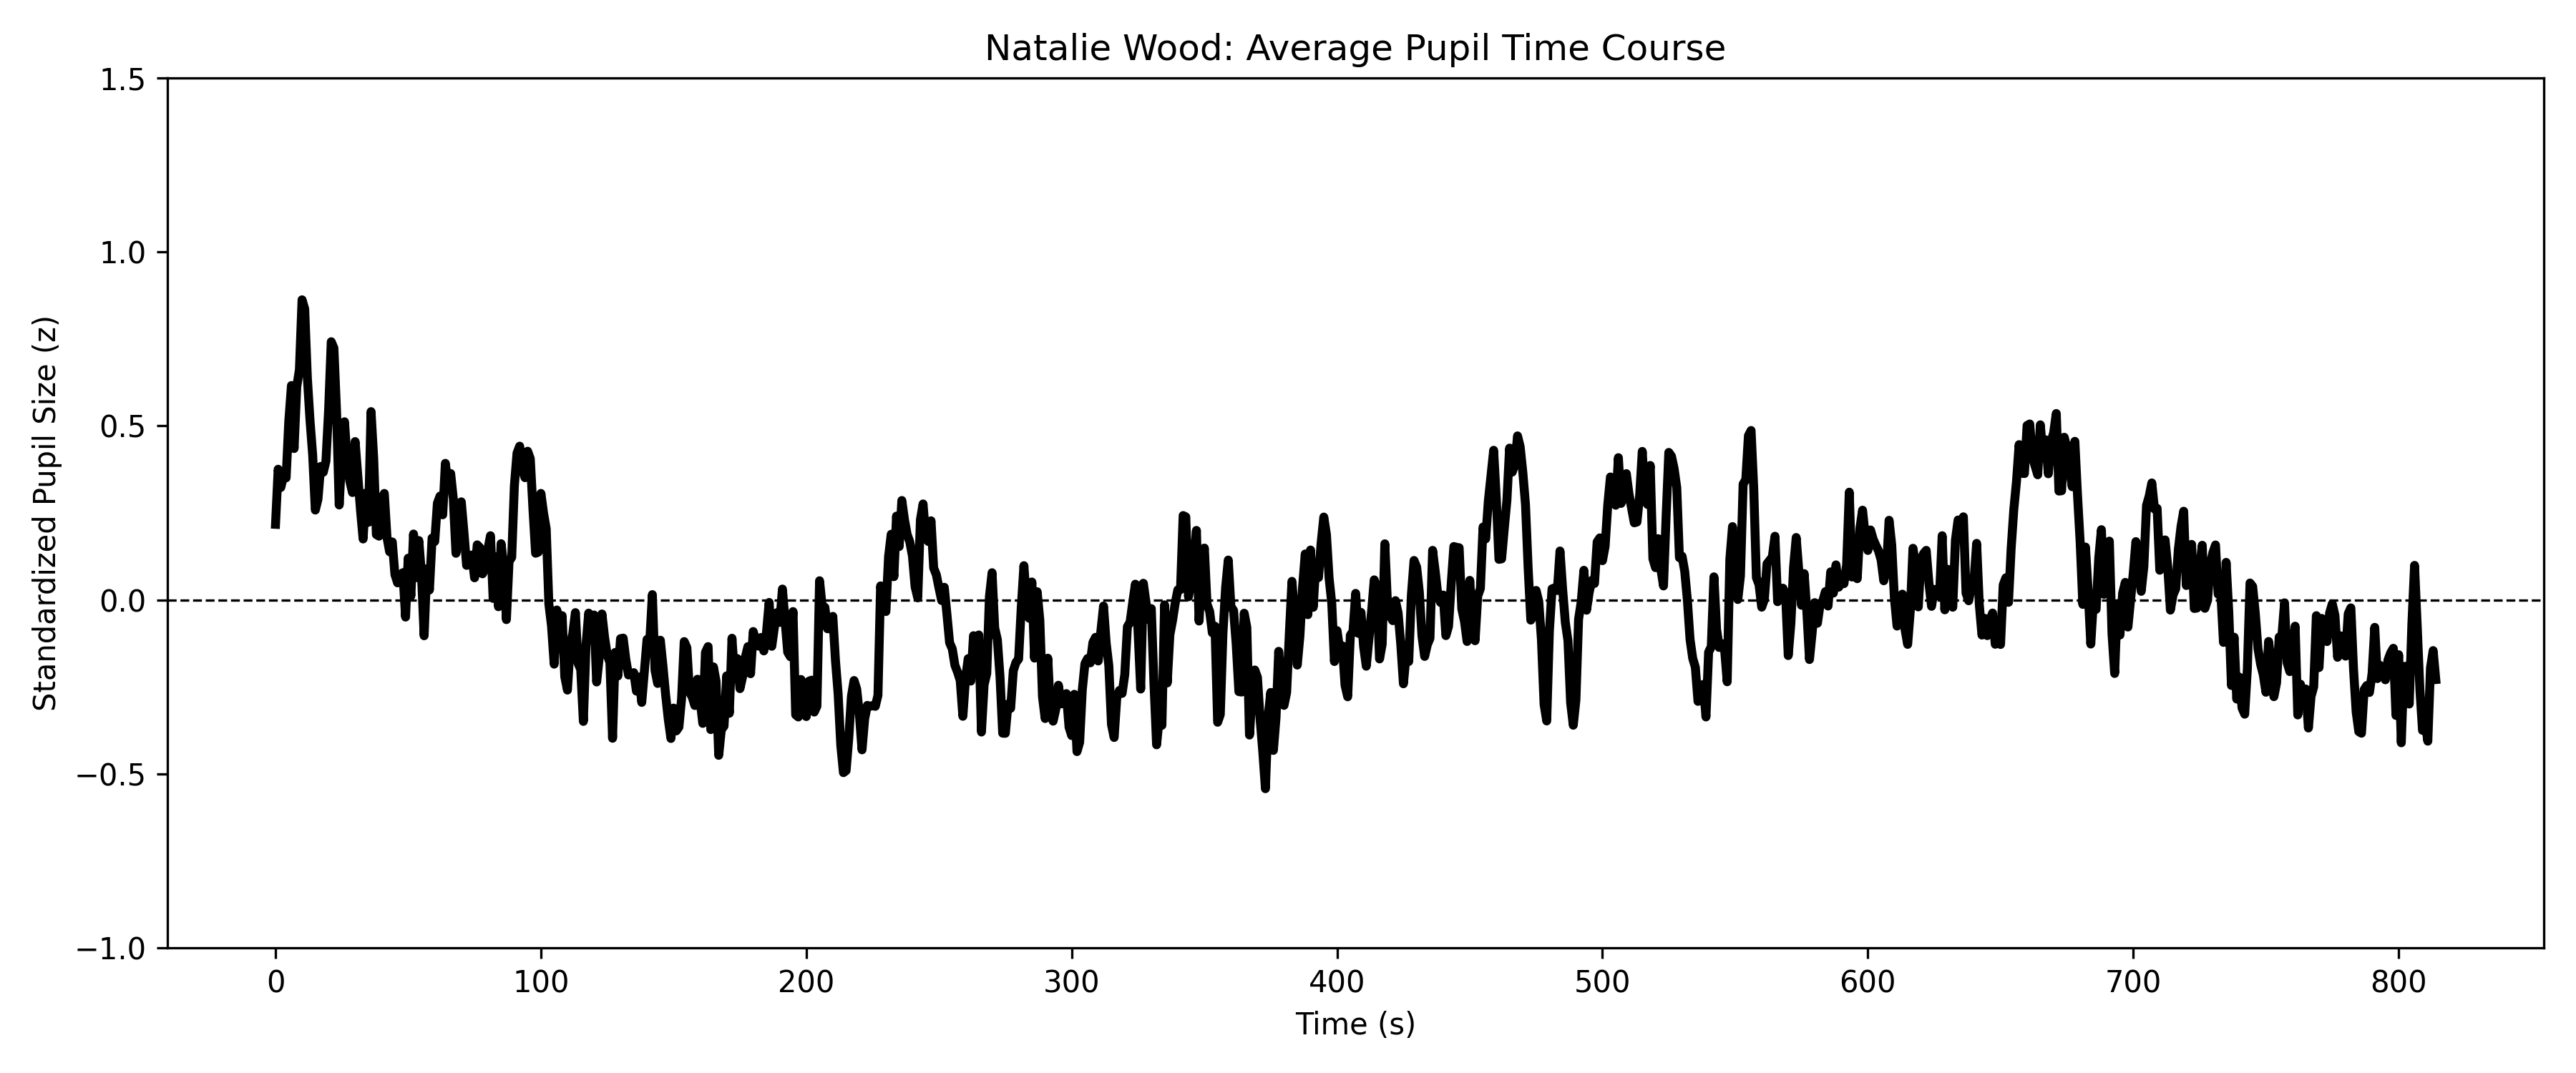 Natalie Wood: Average Pupil Time Course
1.5
1.0
0.5
0.0
−0.5
−1.0
Standardized Pupil Size (z)
0 100 200 300 400 500 600 700 800
Time (s)